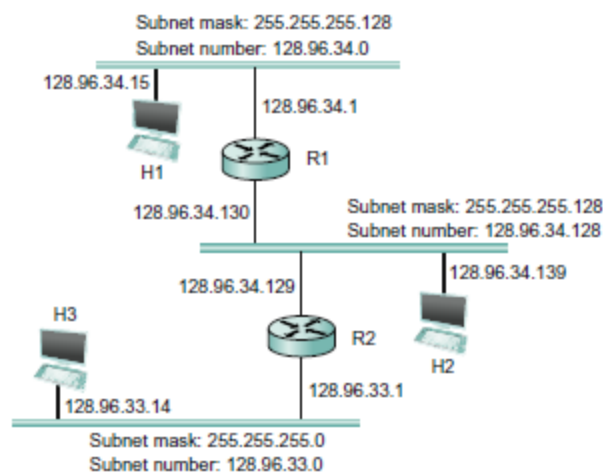 Subnet mask: 255.255.255.128
Subnet number: 128.96.34.0
128.96.34.15
128.96.34.1
H1
R1
128.96.34.130
Subnet mask: 255.255.255.128
Subnet number: 128.96.34.128
128.96.34.129
128.96.34.139
H3
R2
H2
128.96.33.1
128.96.33.14
Subnet mask: 255.255.255.0
Subnet number: 128.96.33.0